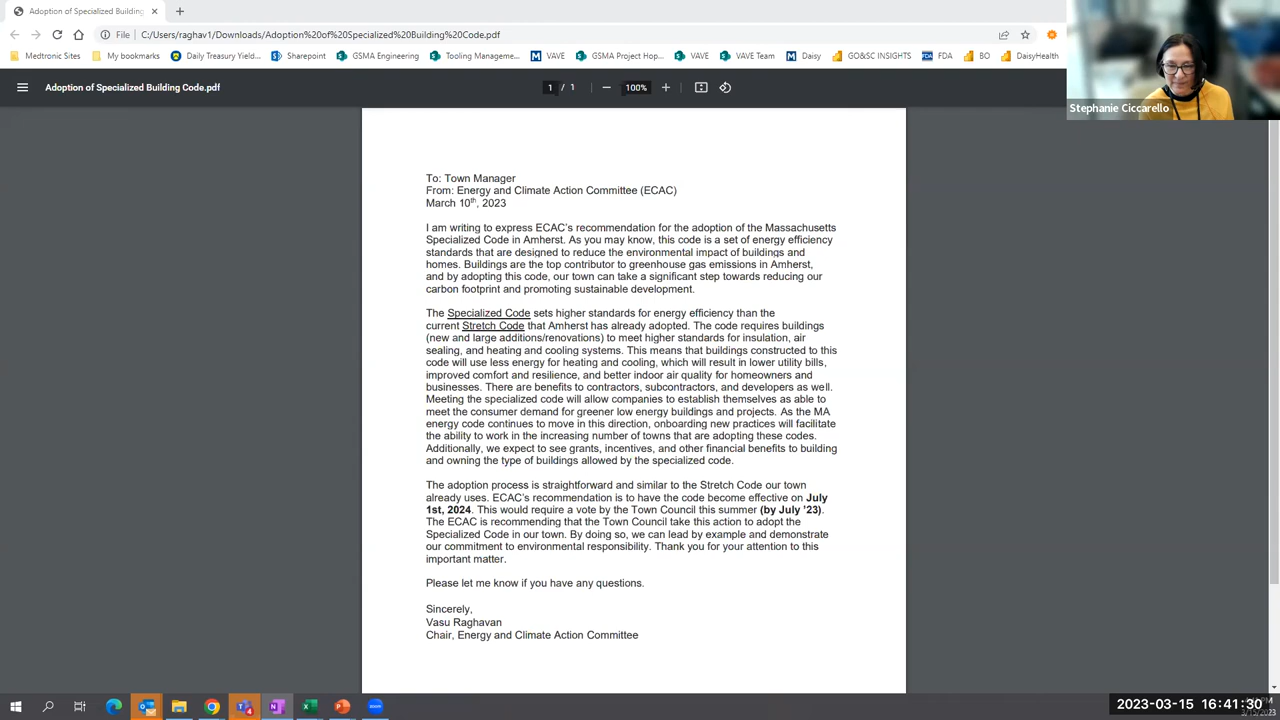 Adoption of Specialized Building
File
C:/Users/raghav1/Downloads/Adoption%20of%20Specialized%20Building%20Code.pdf
Medtronic Sites
My bookmarks
Daily Treasury Yield...
Sharepoint
GSMA Engineering
Tooling Manageme...
VAVE
GSMA Project Hop...
VAVE
VAVE Team
Daisy
GO&SC INSIGHTS
FDA
BO
DaisyHealth
Adoption of Specialized Building Code.pdf
1 / 1
100%
Stephanie Ciccarello
To: Town Manager
From: Energy and Climate Action Committee (ECAC)
March 10th, 2023
I am writing to express ECAC's recommendation for the adoption of the Massachusetts
Specialized Code in Amherst. As you may know, this code is a set of energy efficiency
standards that are designed to reduce the environmental impact of buildings and
homes. Buildings are the top contributor to greenhouse gas emissions in Amherst,
and by adopting this code, our town can take a significant step towards reducing our
carbon footprint and promoting sustainable development.
The Specialized Code sets higher standards for energy efficiency than the
current Stretch Code that Amherst has already adopted. The code requires buildings
(new and large additions/renovations) to meet higher standards for insulation, air
sealing, and heating and cooling systems. This means that buildings constructed to this
code will use less energy for heating and cooling, which will result in lower utility bills,
improved comfort and resilience, and better indoor air quality for homeowners and
businesses. There are benefits to contractors, subcontractors, and developers as well.
Meeting the specialized code will allow companies to establish themselves as able to
meet the consumer demand for greener low energy buildings and projects. As the MA
energy code continues to move in this direction, onboarding new practices will facilitate
the ability to work in the increasing number of towns that are adopting these codes.
Additionally, we expect to see grants, incentives, and other financial benefits to building
and owning the type of buildings allowed by the specialized code.
The adoption process is straightforward and similar to the Stretch Code our town
already uses. ECAC's recommendation is to have the code become effective on July
1st, 2024. This would require a vote by the Town Council this summer (by July '23).
The ECAC is recommending that the Town Council take this action to adopt the
Specialized Code in our town. By doing so, we can lead by example and demonstrate
our commitment to environmental responsibility. Thank you for your attention to this
important matter.
Please let me know if you have any questions.
Sincerely,
Vasu Raghavan
Chair, Energy and Climate Action Committee
2023-03-15 16:41:30